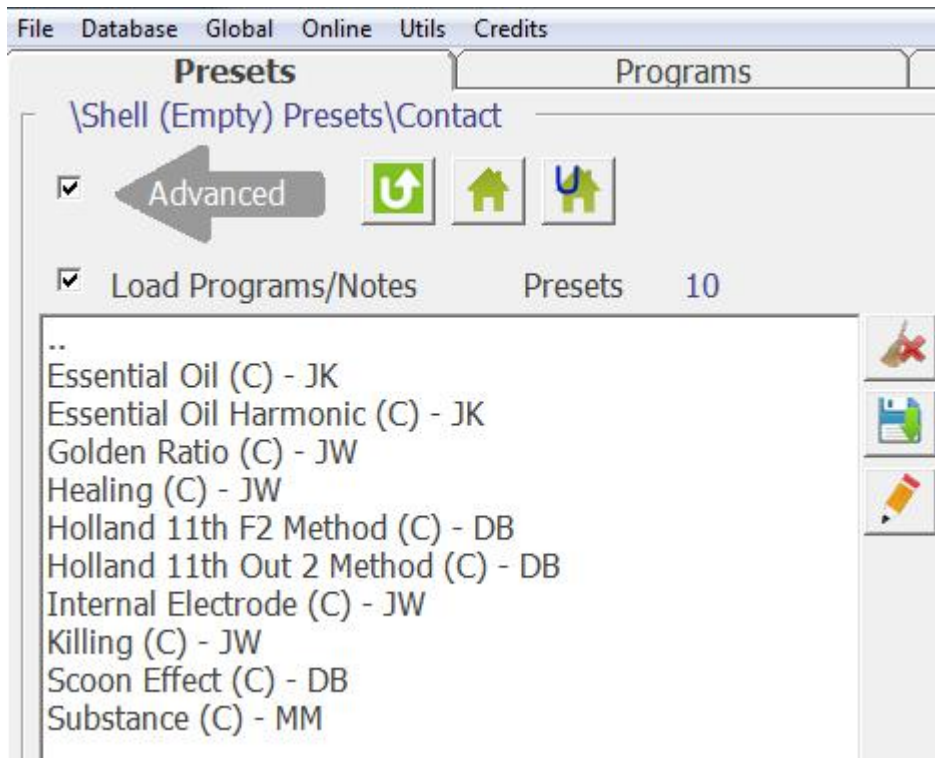 File Database Global Online Utils Credits
Presets Programs
\Shell (Empty) Presets\Contact
Advanced
Load Programs/Notes Presets 10
..
Essential Oil (C) - JK
Essential Oil Harmonic (C) - JK
Golden Ratio (C) - JW
Healing (C) - JW
Holland 11th F2 Method (C) - DB
Holland 11th Out 2 Method (C) - DB
Internal Electrode (C) - JW
Killing (C) - JW
Scoon Effect (C) - DB
Substance (C) - MM